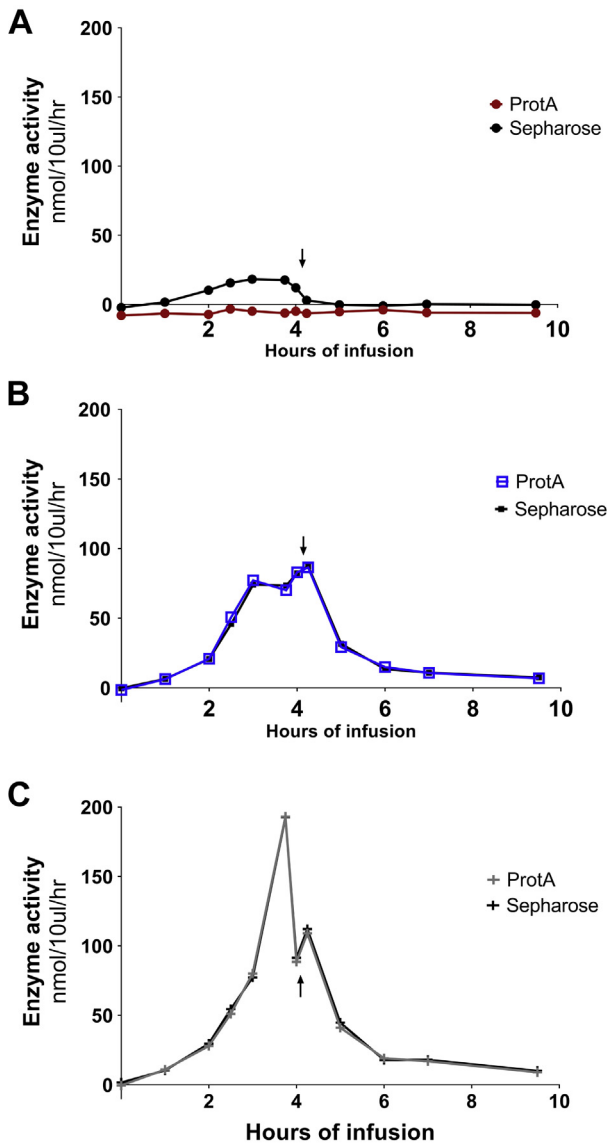 A
Enzyme activity
nmol/10ul/hr
200
150
100
50
0
2
4
6
8
10
Hours of infusion
ProtA
Sepharose
B
Enzyme activity
nmol/10ul/hr
200
150
100
50
0
2
4
6
8
10
Hours of infusion
ProtA
Sepharose
C
Enzyme activity
nmol/10ul/hr
200
150
100
50
0
2
4
6
8
10
Hours of infusion
ProtA
Sepharose